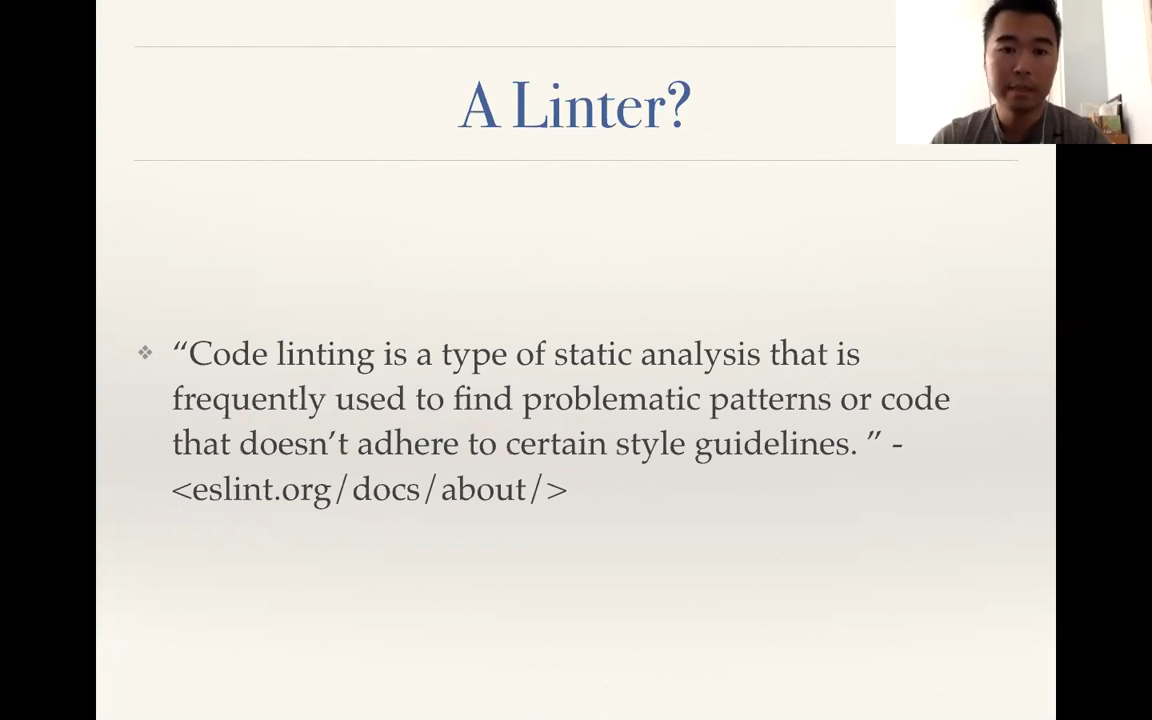 A Linter?
❖ “Code linting is a type of static analysis that is
frequently used to find problematic patterns or code
that doesn’t adhere to certain style guidelines. ” -
<eslint.org/docs/about/>